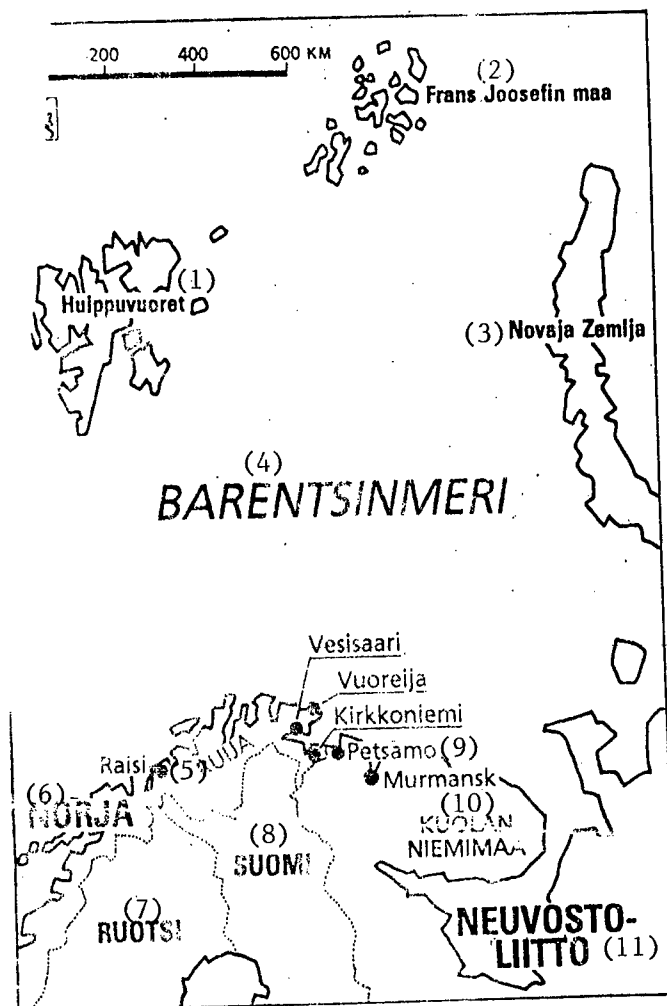 200 400 600 KM
(2)
Frans Joosefin maa
(1)
Huippuvuoret
(3) Novaja Zemlja
(4)
BARENTSINMERI
Vesisaari
Vuoreija
Kirkkoniemi
Raisi (5)
RUIJA
Petsamo (9)
Murmansk
(6)
NORJA
(10)
KUOLAN
NIEMIMAA
(8)
SUOMI
(7)
RUOTSI
NEUVOSTO-
LIITTO (11)